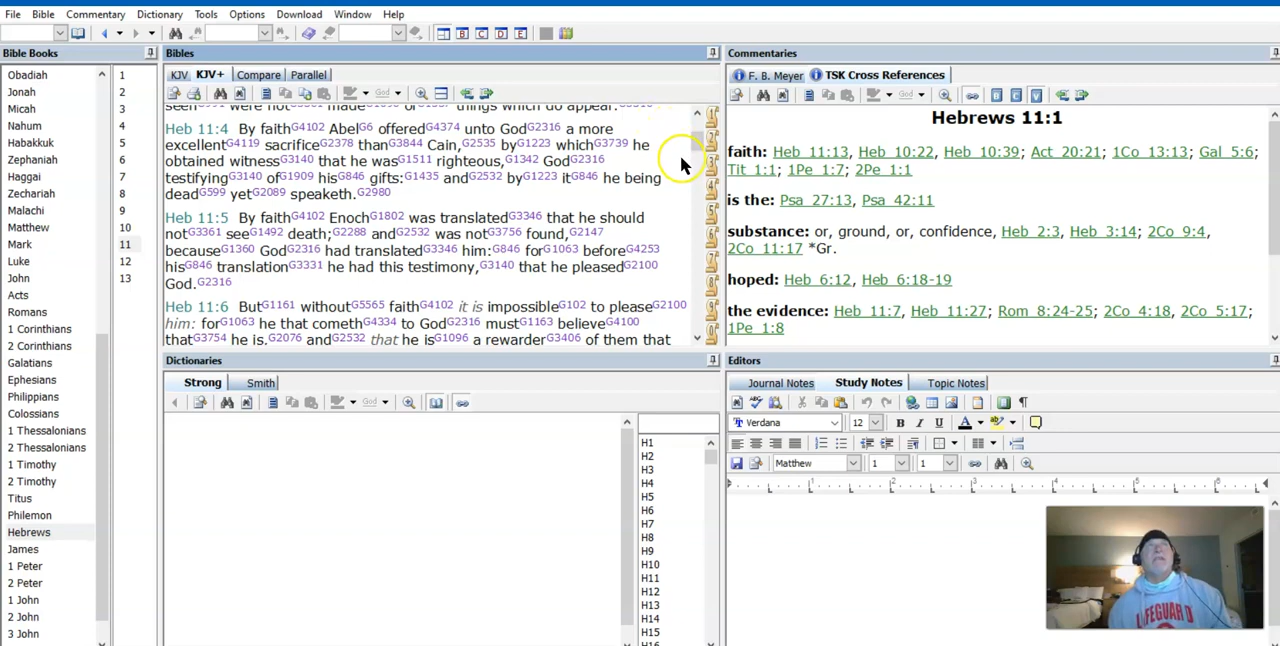 File Bible Commentary Dictionary Tools Options Download Window Help
B C D E
Bible Books
Obadiah
Jonah
Micah
Nahum
Habakkuk
Zephaniah
Haggai
Zechariah
Malachi
Matthew
Mark
Luke
John
Acts
Romans
1 Corinthians
2 Corinthians
Galatians
Ephesians
Philippians
Colossians
1 Thessalonians
2 Thessalonians
1 Timothy
2 Timothy
Titus
Philemon
Hebrews
James
1 Peter
2 Peter
1 John
2 John
3 John
1
2
3
4
5
6
7
8
9
10
11
12
13
Bibles
KJV KJV+ Compare Parallel
God
things which do appear.
Heb 11:4 By faithG4102 AbelG6 offeredG4374 unto GodG2316 a more
excellentG4119 sacrificeG2378 thanG3844 Cain,G2535 byG1223 whichG3739 he
obtained witnessG3140 that he wasG1511 righteous,G1342 GodG2316
testifyingG3140 ofG1909 hisG846 gifts:G1435 andG2532 byG1223 itG846 he being
deadG599 yetG2089 speaketh.G2980
Heb 11:5 By faithG4102 EnochG1802 was translatedG3346 that he should
notG3361 seeG1492 death;G2288 andG2532 was notG3756 found,G2147
becauseG1360 GodG2316 had translatedG3346 him:G846 forG1063 beforeG4253
hisG846 translationG3331 he had this testimony,G3140 that he pleasedG2100
God.G2316
Heb 11:6 ButG1161 withoutG5565 faithG4102 it is impossibleG102 to pleaseG2100
him: forG1063 he that comethG4334 to GodG2316 mustG1163 believeG4100
thatG3754 he is,G2076 andG2532 that he isG1096 a rewarderG3406 of them that
Commentaries
F. B. Meyer TSK Cross References
God
B C V
Hebrews 11:1
faith: Heb 11:13, Heb 10:22, Heb 10:39; Act 20:21; 1Co 13:13; Gal 5:6;
Tit 1:1; 1Pe 1:7; 2Pe 1:1
is the: Psa 27:13, Psa 42:11
substance: or, ground, or, confidence, Heb 2:3, Heb 3:14; 2Co 9:4,
2Co 11:17 *Gr.
hoped: Heb 6:12, Heb 6:18-19
the evidence: Heb 11:7, Heb 11:27; Rom 8:24-25; 2Co 4:18, 2Co 5:17;
1Pe 1:8
Dictionaries
Strong Smith
God
H1
H2
H3
H4
H5
H6
H7
H8
H9
H10
H11
H12
H13
H14
H15
Editors
Journal Notes Study Notes Topic Notes
Verdana 12 B I U A
Matthew 1 1
1 2 3 4 5 6